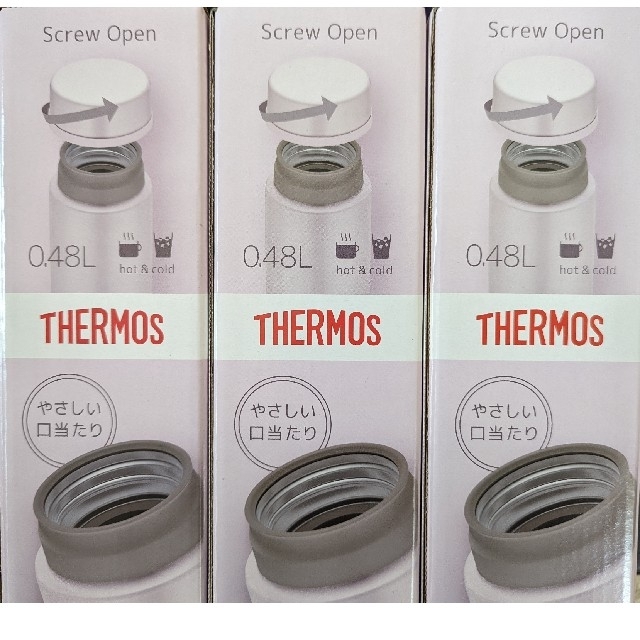 Screw Open
0.48L
hot & cold
THERMOS
やさしい
口当たり
Screw Open
0.48L
hot & cold
THERMOS
やさしい
口当たり
Screw Open
0.48L
hot & cold
THERMOS
やさしい
口当たり